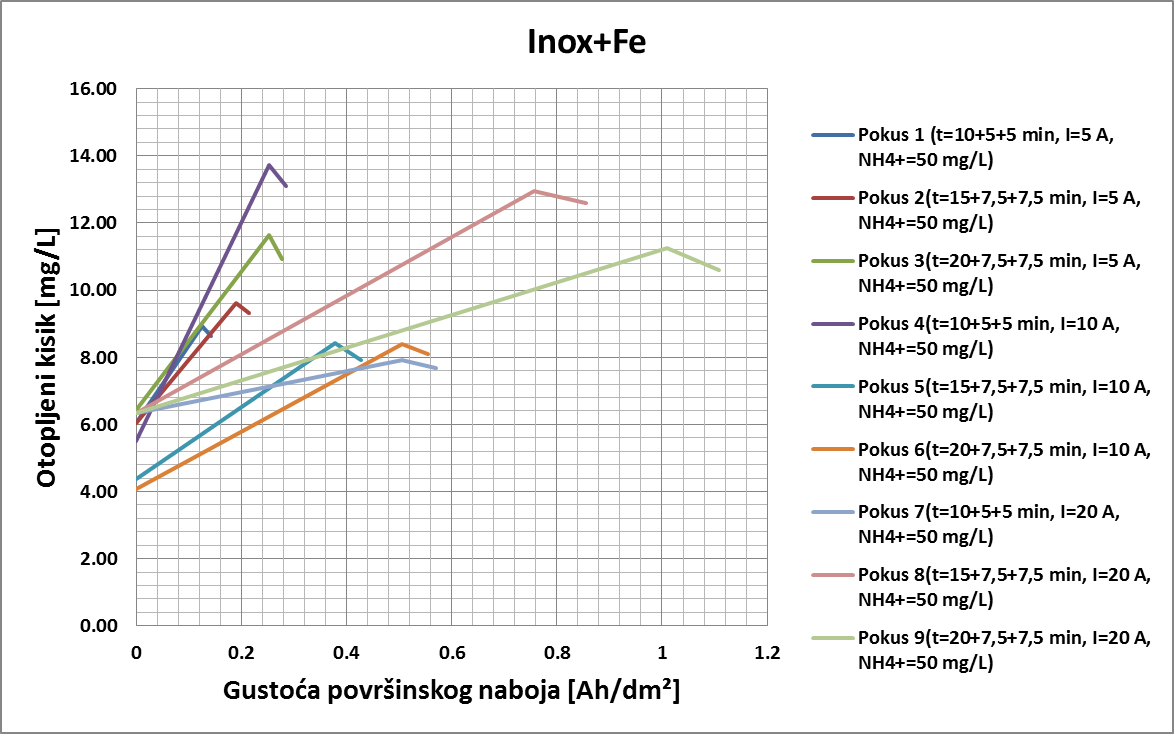 Inox+Fe
16.00
14.00
12.00
10.00
8.00
6.00
4.00
2.00
0.00
Otopljeni kisik [mg/L]
0 0.2 0.4 0.6 0.8 1 1.2
Gustoća površinskog naboja [Ah/dm²]
Pokus 1 (t=10+5+5 min, I=5 A,
NH4+=50 mg/L)
Pokus 2(t=15+7,5+7,5 min, I=5 A,
NH4+=50 mg/L)
Pokus 3(t=20+7,5+7,5 min, I=5 A,
NH4+=50 mg/L)
Pokus 4(t=10+5+5 min, I=10 A,
NH4+=50 mg/L)
Pokus 5(t=15+7,5+7,5 min, I=10 A,
NH4+=50 mg/L)
Pokus 6(t=20+7,5+7,5 min, I=10 A,
NH4+=50 mg/L)
Pokus 7(t=10+5+5 min, I=20 A,
NH4+=50 mg/L)
Pokus 8(t=15+7,5+7,5 min, I=20 A,
NH4+=50 mg/L)
Pokus 9(t=20+7,5+7,5 min, I=20 A,
NH4+=50 mg/L)